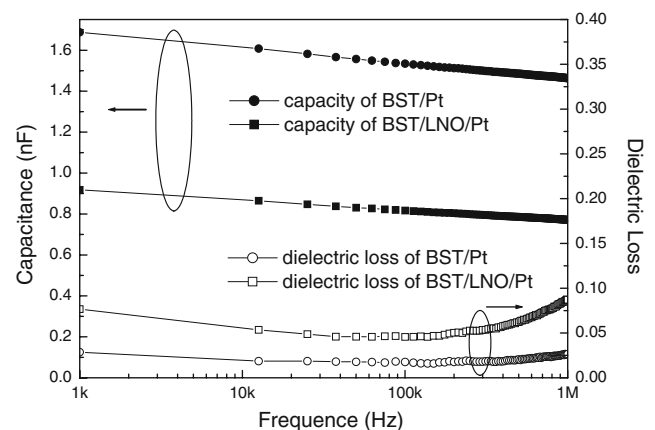 0.40
1.6
0.35
1.4
0.30
capacity of BST/Pt
1.2
capacity of BST/LNO/Pt
0.25
1.0
0.20
0.8
0.15
0.6
dielectric loss of BST/Pt
dielectric loss of BST/LNO/Pt
0.10
0.4
0.05
0.2
0.0
0.00
1k
10k
100k
1M
Capacitance (nF)
Dielectric Loss
Frequence (Hz)